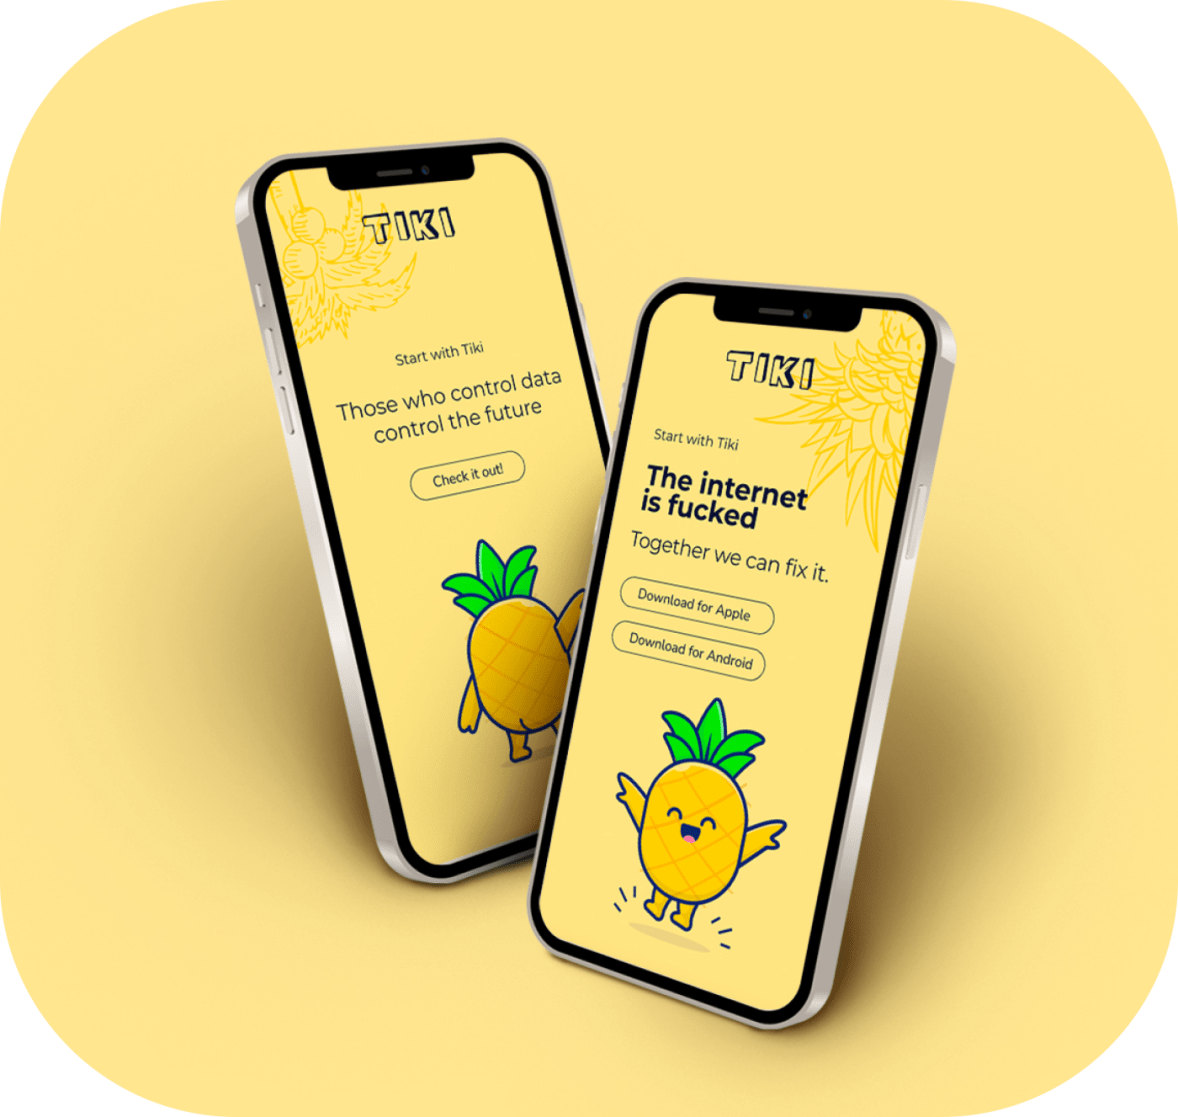 TIKI
Start with Tiki
Those who control data
control the future
Check it out!
TIKI
Start with Tiki
The internet
is fucked
Together we can fix it.
Download for Apple
Download for Android